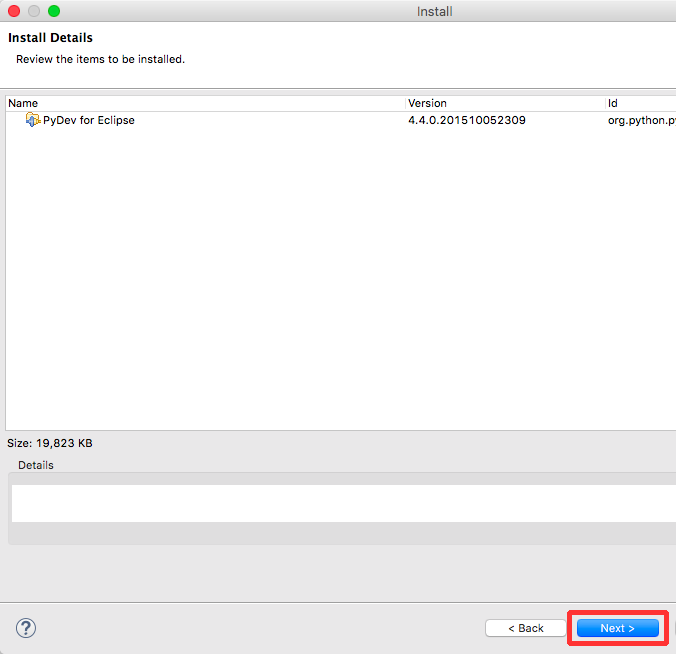 Install
Install Details
Review the items to be installed.
Name Version Id
PyDev for Eclipse 4.4.0.201510052309 org.python.p
Size: 19,823 KB
Details
? < Back Next >